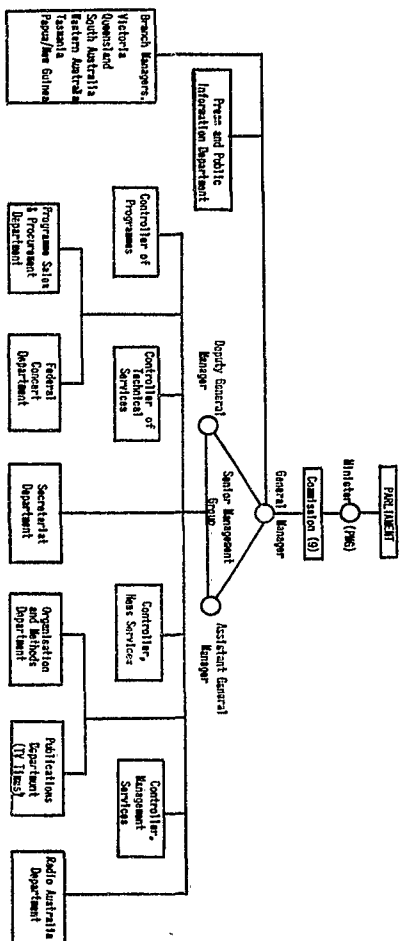 PARLIAMENT
Minister (PMG)
Commission (9)
General Manager
Senior Management
Group
Deputy General
Manager
Assistant General
Manager
Press and Public
Information Department
Branch Managers.
Victoria
Queensland
South Australia
Western Australia
Tasmania
Papua/New Guinea
Controller of
Programmes
Controller of
Technical
Services
Controller,
News Services
Controller,
Management
Services
Programme Sales
& Procurement
Department
Federal
Concert
Department
Secretariat
Department
Organisation
and Methods
Department
Publications
Department
(TV Times)
Radio Australia
Department